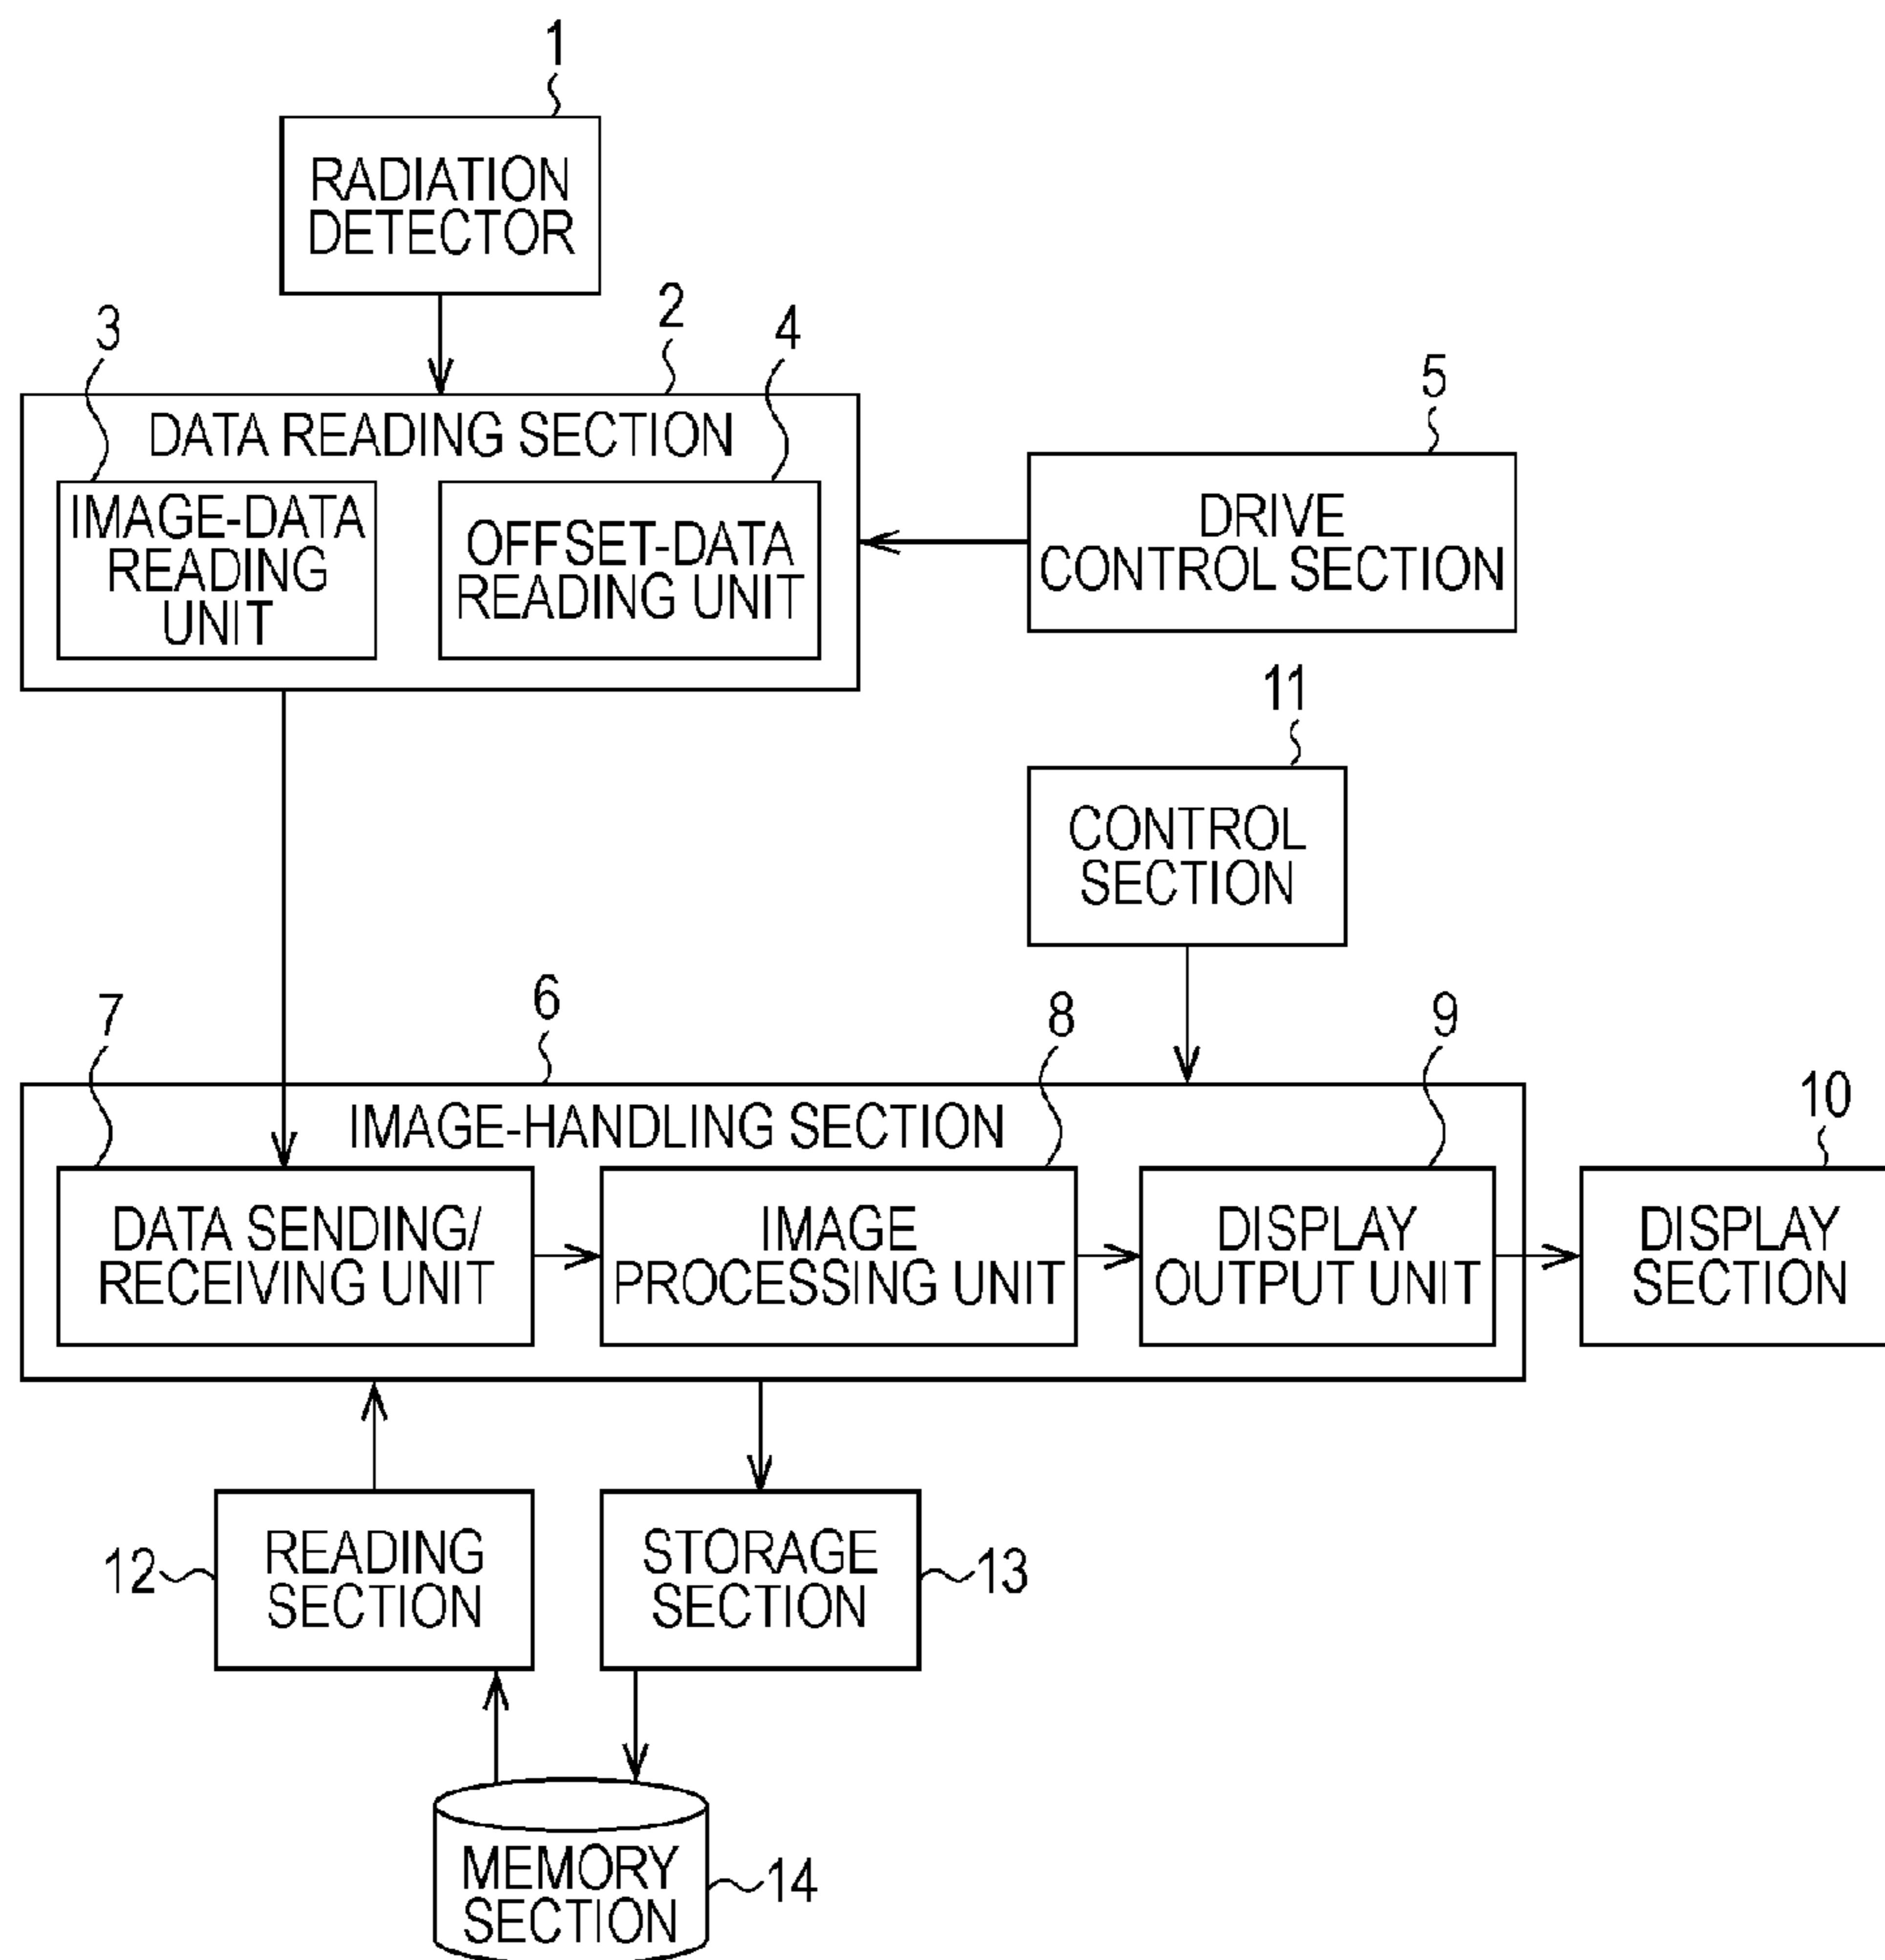 1
RADIATION
DETECTOR
3
2
4
DATA READING SECTION
IMAGE-DATA
READING
UNIT
OFFSET-DATA
READING UNIT
5
DRIVE
CONTROL SECTION
11
CONTROL
SECTION
7
6
8
9
IMAGE-HANDLING SECTION
DATA SENDING/
RECEIVING UNIT
IMAGE
PROCESSING UNIT
DISPLAY
OUTPUT UNIT
10
DISPLAY
SECTION
12
READING
SECTION
STORAGE
SECTION
13
MEMORY
SECTION
14